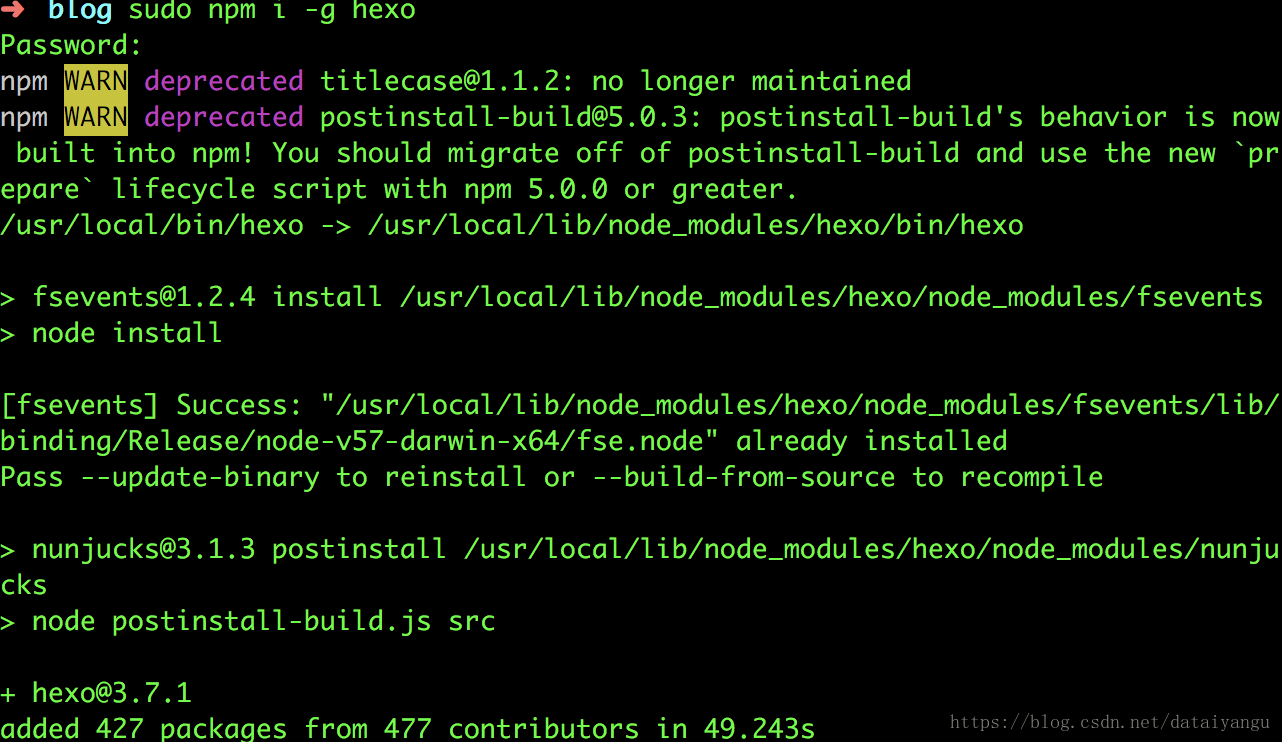 ➜ blog sudo npm i -g hexo
Password:
npm WARN deprecated titlecase@1.1.2: no longer maintained
npm WARN deprecated postinstall-build@5.0.3: postinstall-build's behavior is now
 built into npm! You should migrate off of postinstall-build and use the new `pr
epare` lifecycle script with npm 5.0.0 or greater.
/usr/local/bin/hexo -> /usr/local/lib/node_modules/hexo/bin/hexo
> fsevents@1.2.4 install /usr/local/lib/node_modules/hexo/node_modules/fsevents
> node install
[fsevents] Success: "/usr/local/lib/node_modules/hexo/node_modules/fsevents/lib/
binding/Release/node-v57-darwin-x64/fse.node" already installed
Pass --update-binary to reinstall or --build-from-source to recompile
> nunjucks@3.1.3 postinstall /usr/local/lib/node_modules/hexo/node_modules/nunju
cks
> node postinstall-build.js src
+ hexo@3.7.1
added 427 packages from 477 contributors in 49.243s
https://blog.csdn.net/dataiyangu